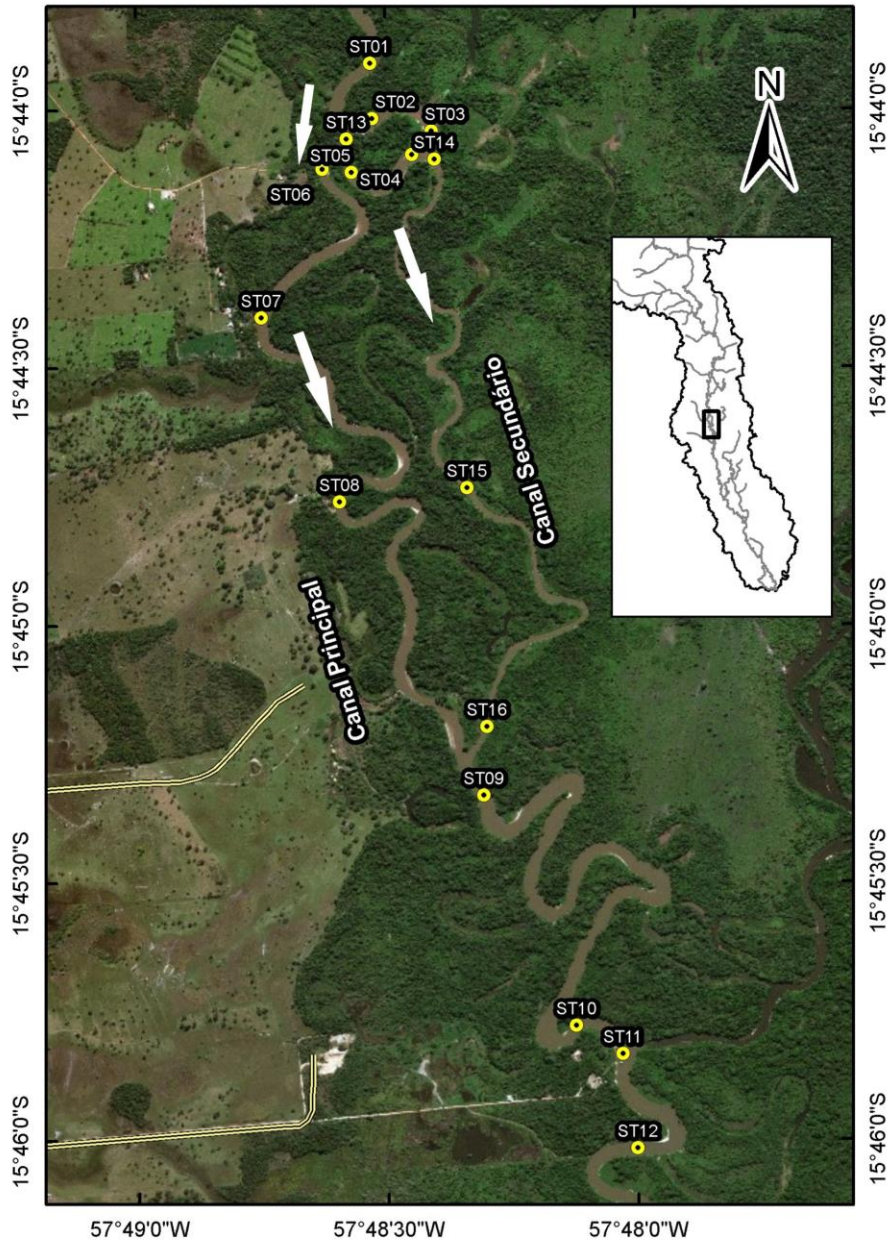 ST01
15°44'0"S
15°44'0"S
N
ST02
ST03
ST13
ST14
ST05
ST04
ST06
ST07
15°44'30"S
15°44'30"S
Canal Secundário
ST15
ST08
Canal Principal
15°45'0"S
15°45'0"S
ST16
ST09
15°45'30"S
15°45'30"S
ST10
ST11
ST12
15°46'0"S
15°46'0"S
57°49'0"W
57°48'30"W
57°48'0"W